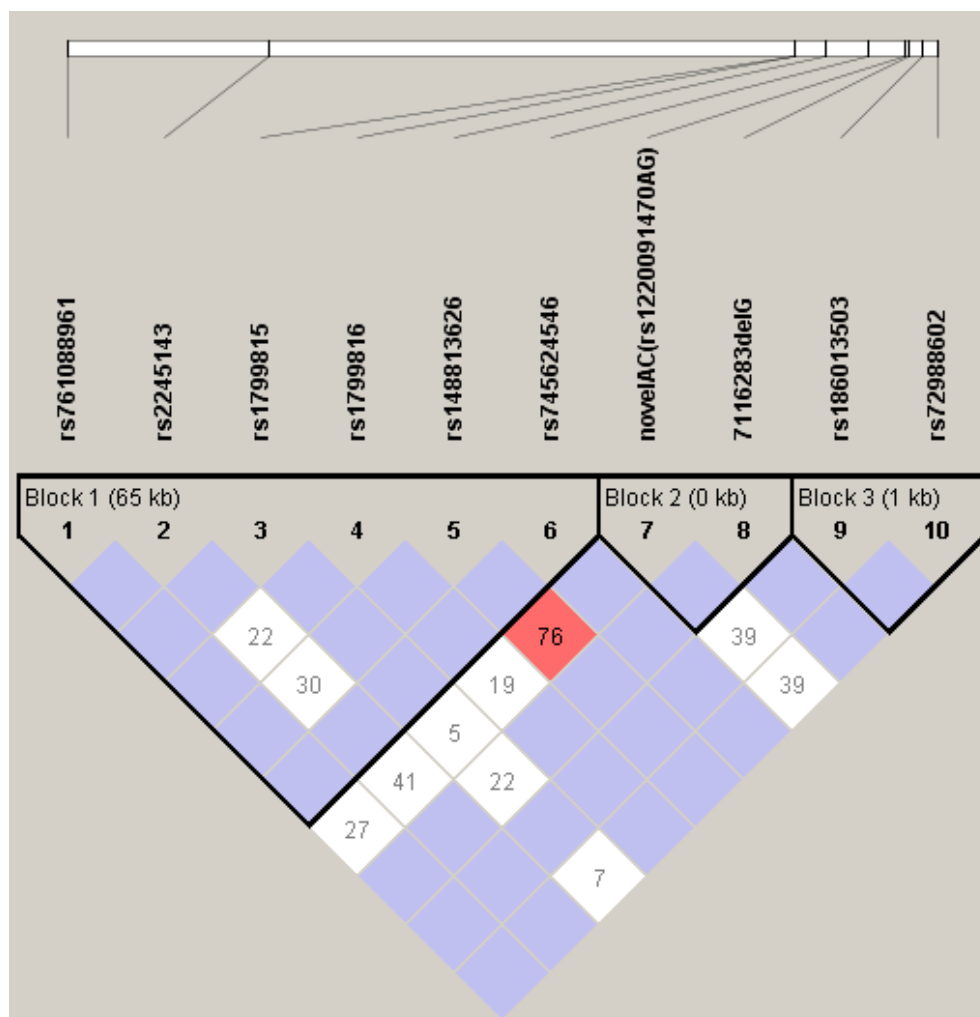 rs761088961
rs2245143
rs1799815
rs1799816
rs148813626
rs745624546
novelAC(rs1220091470AG)
7116283delG
rs186013503
rs72988602
Block 1 (65 kb)
Block 2 (0 kb)
Block 3 (1 kb)
1 2 3 4 5 6 7 8 9 10
22 76 39
30 19 39
5
41 22
27
7